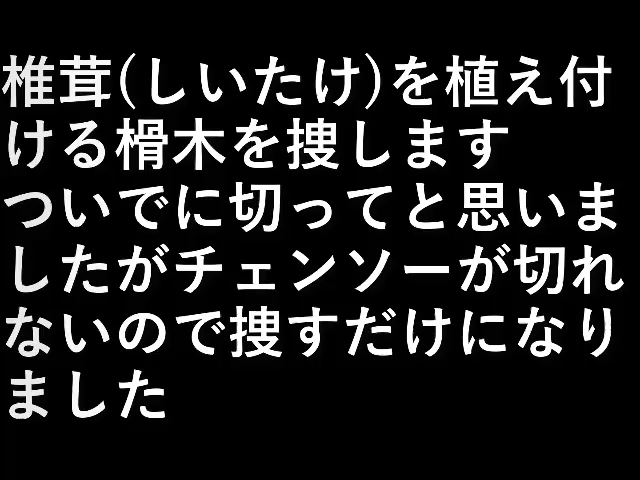 椎茸(しいたけ)を植え付
ける榾木を捜します
ついでに切ってと思いま
したがチェンソーが切れ
ないので捜すだけになり
ました